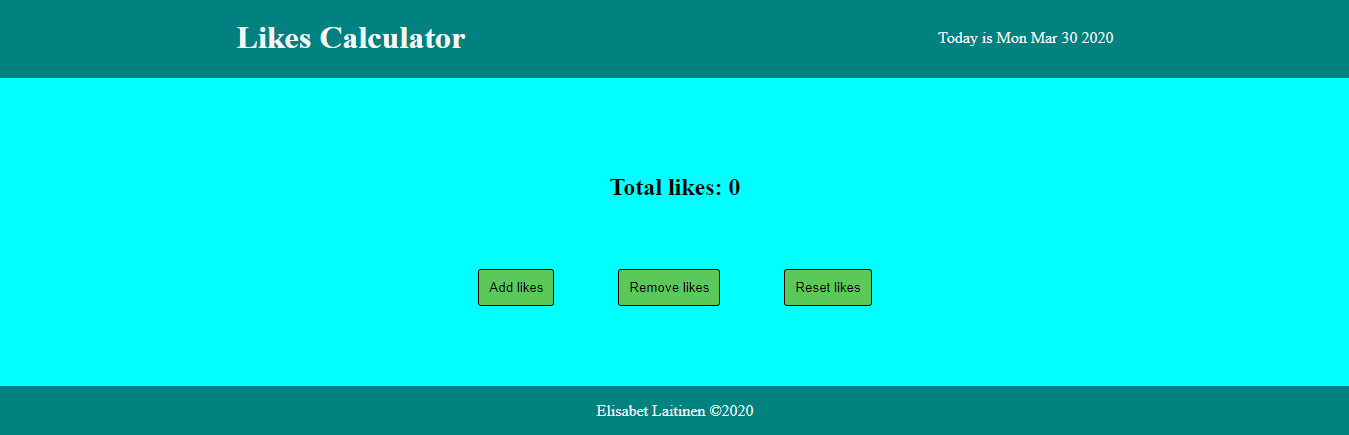 Likes Calculator
Today is Mon Mar 30 2020
Total likes: 0
Add likes
Remove likes
Reset likes
Elisabet Laitinen ©2020